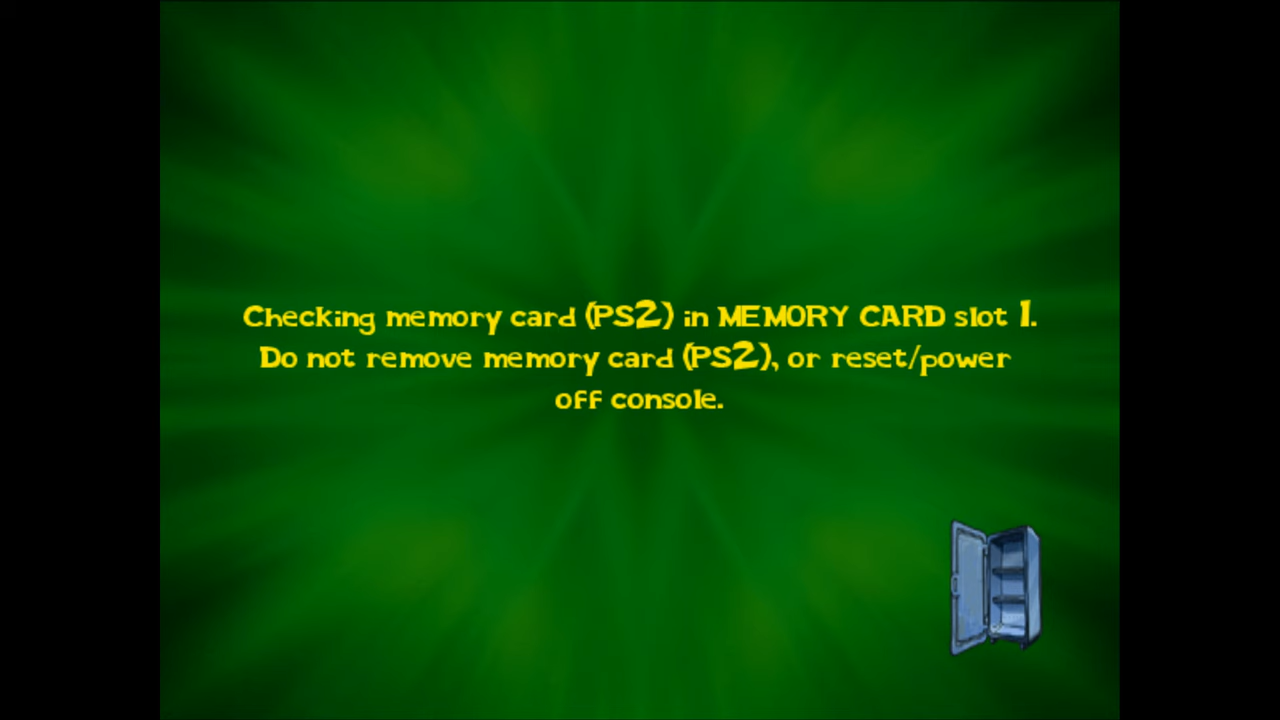 Checking memory card (PS2) in MEMORY CARD slot 1.
Do not remove memory card (PS2), or reset/power
off console.